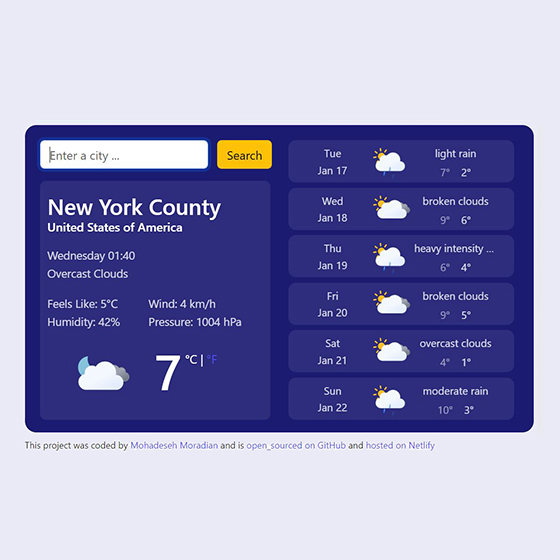 Enter a city ...
Search
New York County
United States of America
Wednesday 01:40
Overcast Clouds
Feels Like: 5°C Wind: 4 km/h
Humidity: 42% Pressure: 1004 hPa
7 °C | °F
Tue light rain
Jan 17 7° 2°
Wed broken clouds
Jan 18 9° 6°
Thu heavy intensity ...
Jan 19 6° 4°
Fri broken clouds
Jan 20 9° 5°
Sat overcast clouds
Jan 21 4° 1°
Sun moderate rain
Jan 22 10° 3°
This project was coded by Mohadeseh Moradian and is open_sourced on GitHub and hosted on Netlify